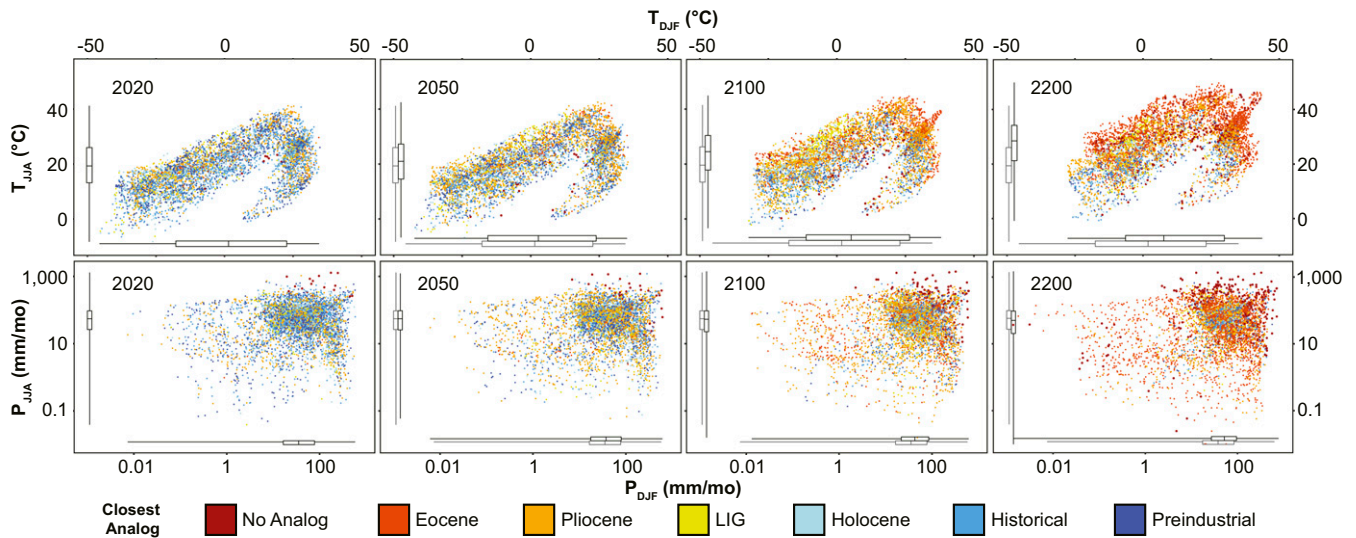 T_DJF (°C)
-50 0 50 -50 0 50 -50 0 50 -50 0 50
2020 2050 2100 2200
T_JJA (°C)
40 40
20 20
0 0
2020 2050 2100 2200
P_JJA (mm/mo)
1,000 1,000
10 10
0.1 0.1
0.01 1 100 0.01 1 100 0.01 1 100 0.01 1 100
P_DJF (mm/mo)
Closest
Analog
No Analog Eocene Pliocene LIG Holocene Historical Preindustrial